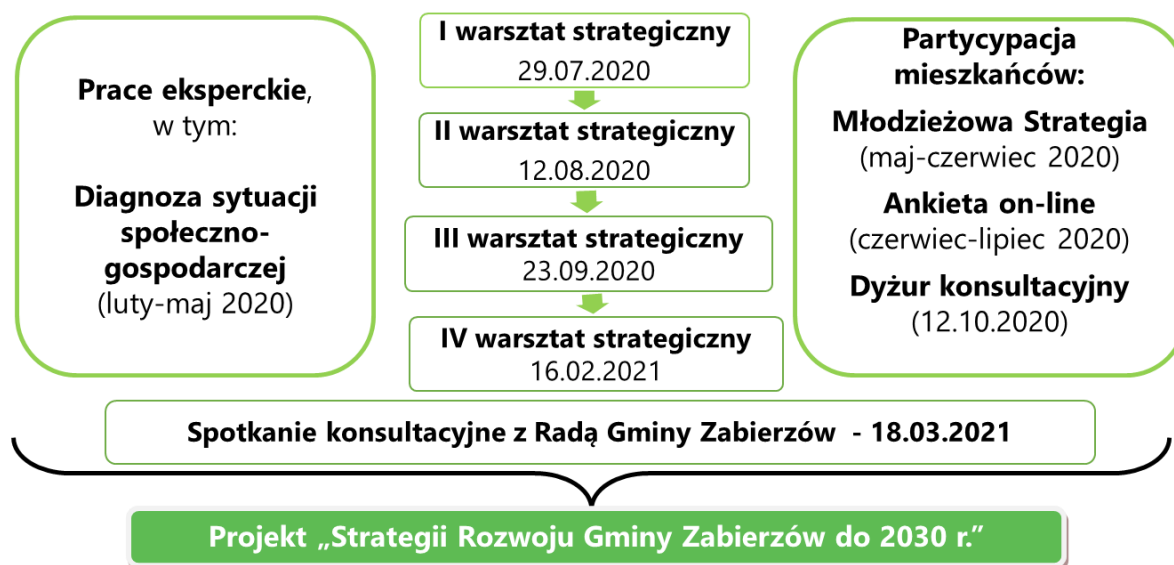 Prace eksperckie,
w tym:
Diagnoza sytuacji
społeczno-
gospodarczej
(luty-maj 2020)
I warsztat strategiczny
29.07.2020
II warsztat strategiczny
12.08.2020
III warsztat strategiczny
23.09.2020
IV warsztat strategiczny
16.02.2021
Partycypacja
mieszkańców:
Młodzieżowa Strategia
(maj-czerwiec 2020)
Ankieta on-line
(czerwiec-lipiec 2020)
Dyżur konsultacyjny
(12.10.2020)
Spotkanie konsultacyjne z Radą Gminy Zabierzów - 18.03.2021
Projekt „Strategii Rozwoju Gminy Zabierzów do 2030 r.”